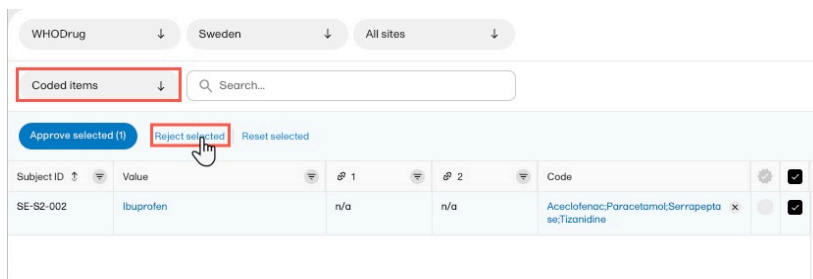 WHODrug Sweden All sites
Coded items Search...
Approve selected (1) Reject selected Reset selected
Subject ID Value 1 2 Code
SE-S2-002 Ibuprofen n/a n/a Aceclofenac;Paracetamol;Serrapepta
se;Tizanidine